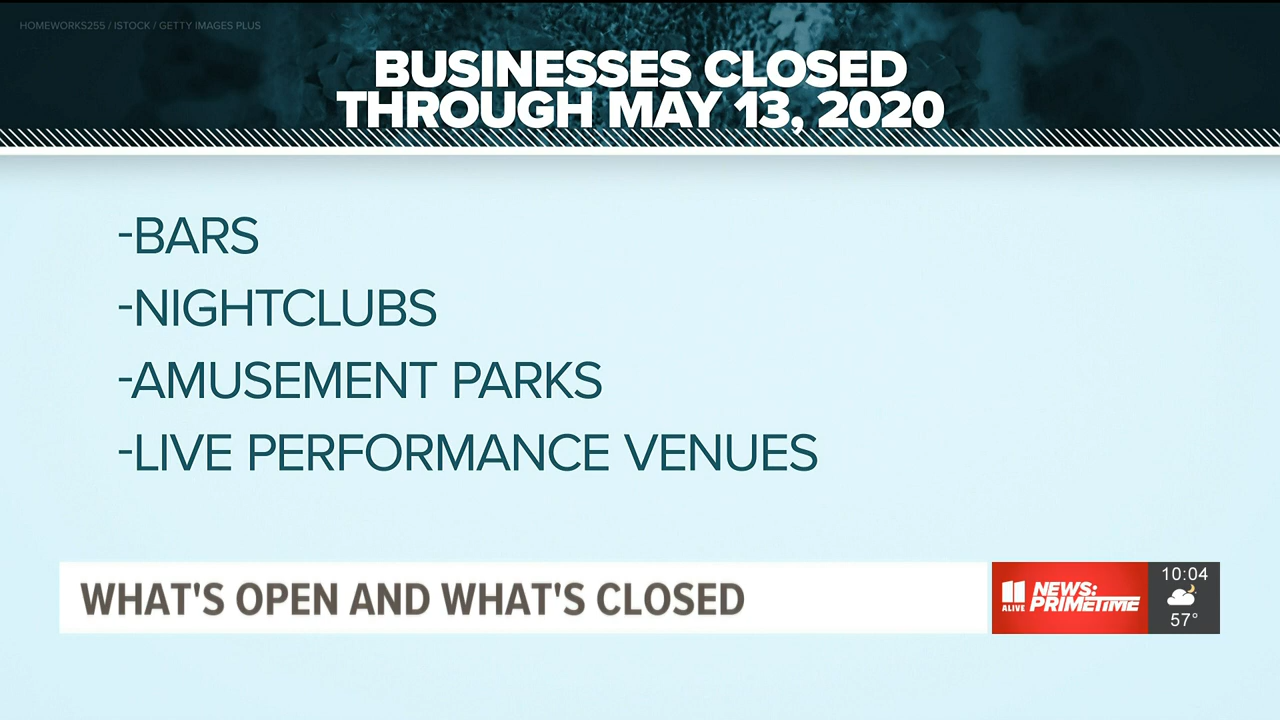 HOMEWORKS255 / ISTOCK / GETTY IMAGES PLUS
BUSINESSES CLOSED
THROUGH MAY 13, 2020
-BARS
-NIGHTCLUBS
-AMUSEMENT PARKS
-LIVE PERFORMANCE VENUES
WHAT'S OPEN AND WHAT'S CLOSED
11 ALIVE
NEWS:
PRIMETIME
10:04
57°